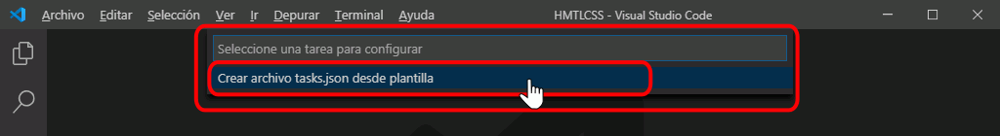 Archivo Editar Selección Ver Ir Depurar Terminal Ayuda HMTLCSS - Visual Studio Code
Seleccione una tarea para configurar
Crear archivo tasks.json desde plantilla